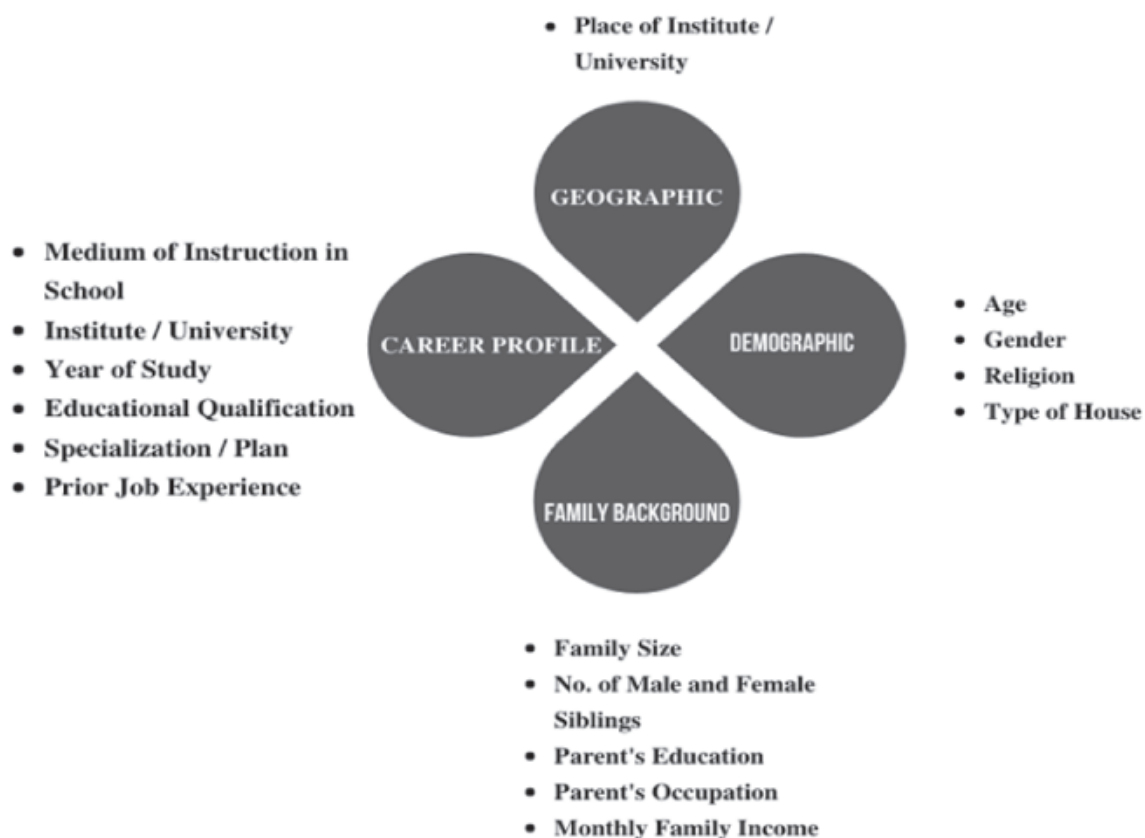 • Place of Institute /
University
GEOGRAPHIC
• Medium of Instruction in
School
• Institute / University
• Year of Study
• Educational Qualification
• Specialization / Plan
• Prior Job Experience
CAREER PROFILE
DEMOGRAPHIC
• Age
• Gender
• Religion
• Type of House
FAMILY BACKGROUND
• Family Size
• No. of Male and Female
Siblings
• Parent's Education
• Parent's Occupation
• Monthly Family Income